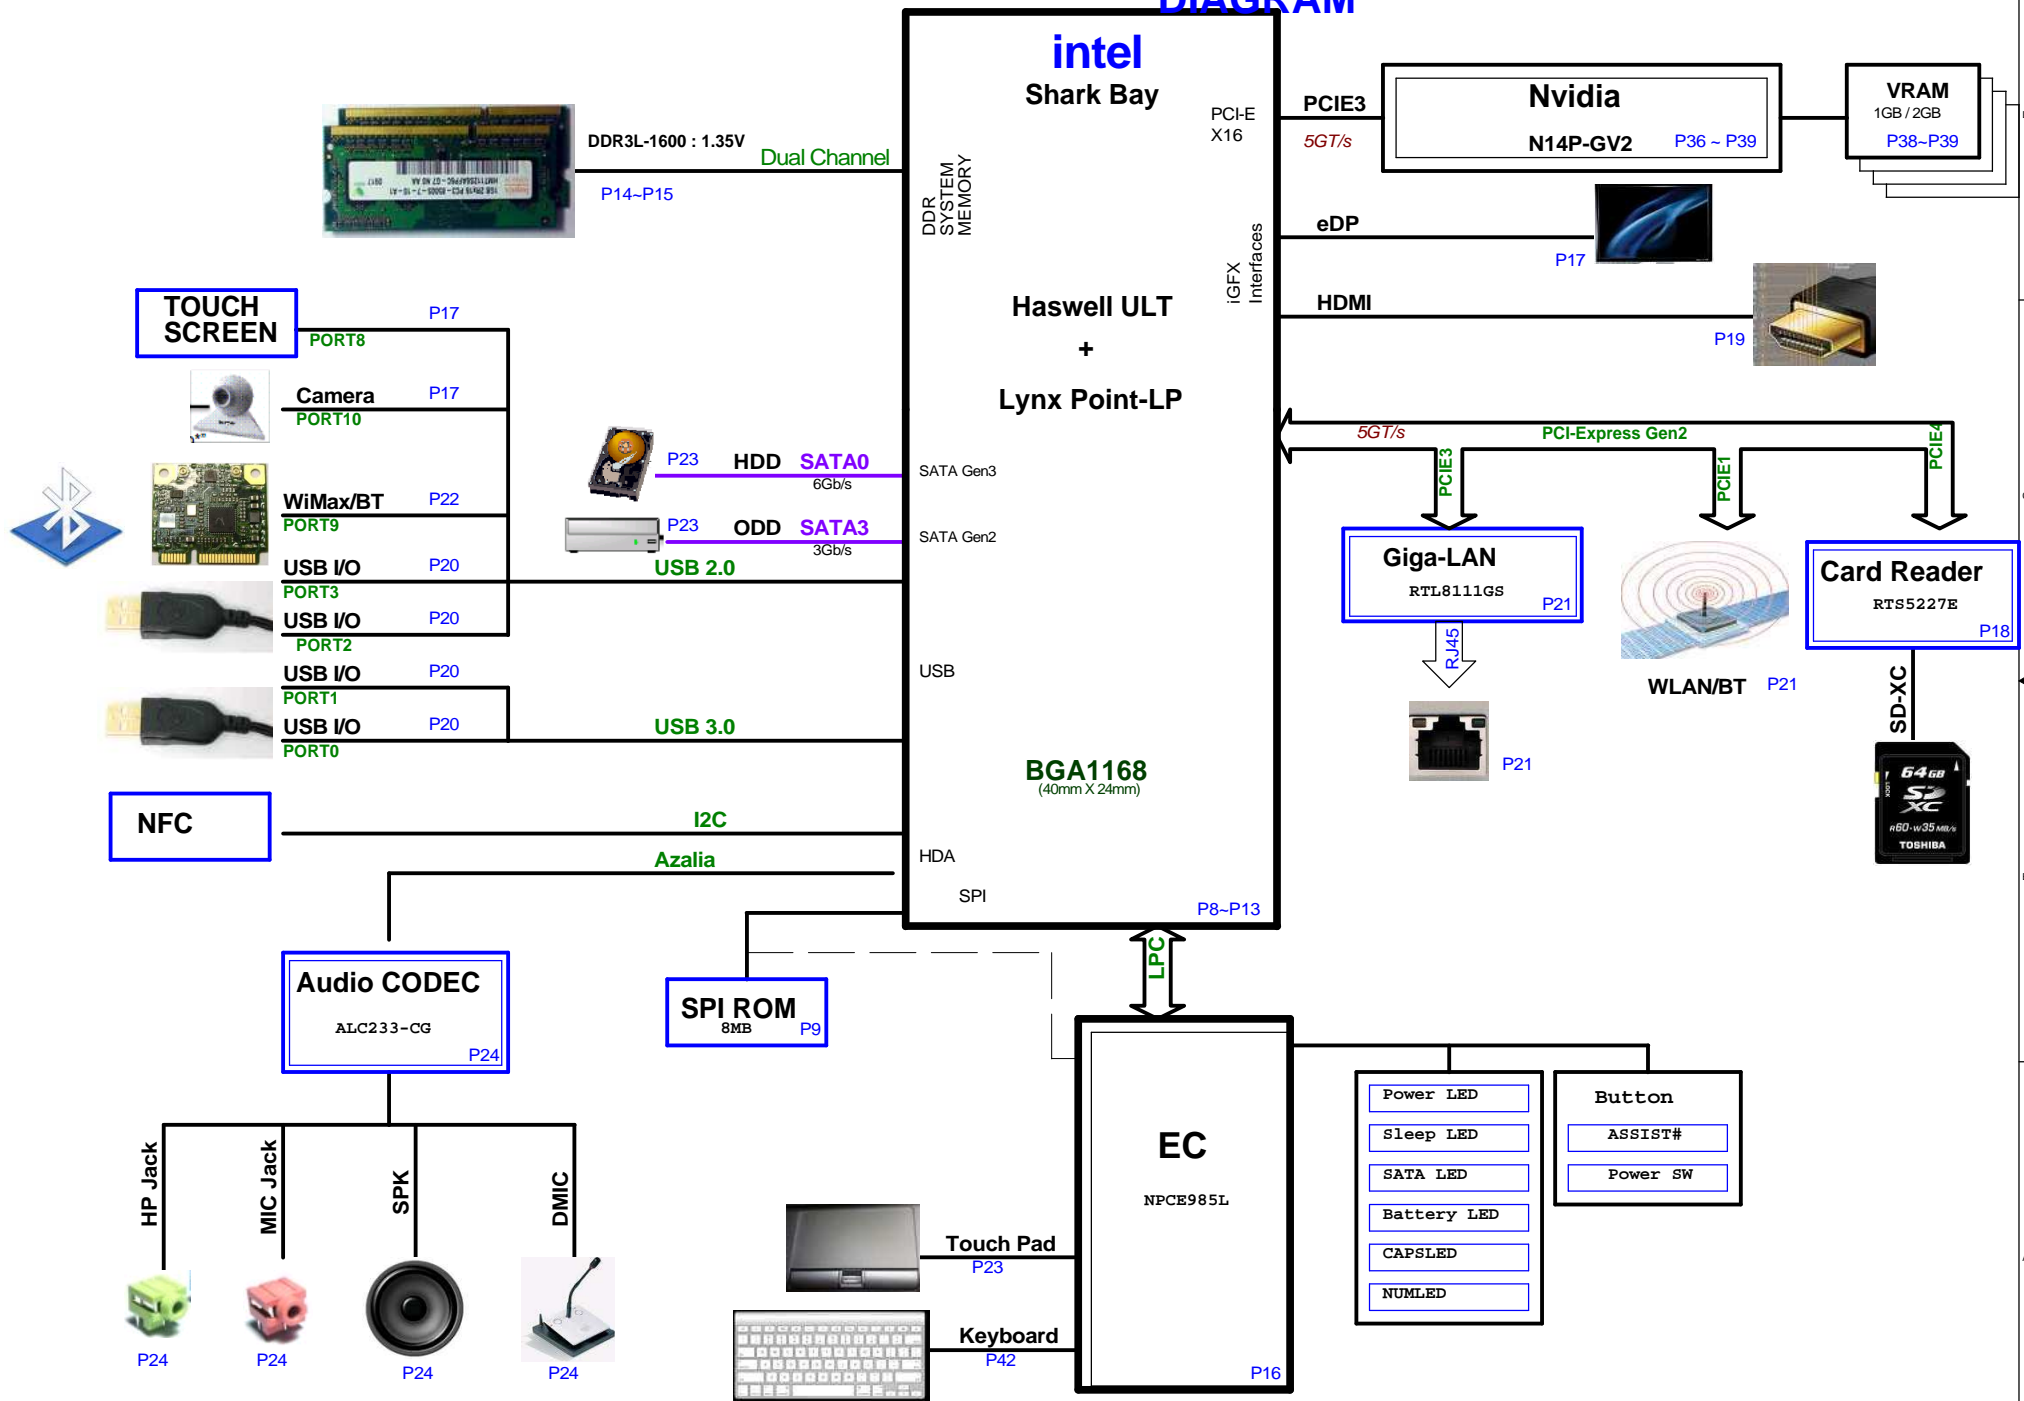 DIAGRAM
intel
Shark Bay
PCI-E
X16
PCIE3
5GT/s
Nvidia
N14P-GV2
P36 ~ P39
VRAM
1GB / 2GB
P38~P39
DDR3L-1600 : 1.35V
Dual Channel
P14~P15
DDR
SYSTEM
MEMORY
iGFX
Interfaces
eDP
P17
HDMI
P19
Haswell ULT
+
Lynx Point-LP
TOUCH
SCREEN
P17
PORT8
Camera
P17
PORT10
WiMax/BT
P22
PORT9
USB I/O
P20
PORT3
USB I/O
P20
PORT2
USB I/O
P20
PORT1
USB I/O
P20
PORT0
P23
HDD
SATA0
6Gb/s
SATA Gen3
P23
ODD
SATA3
3Gb/s
SATA Gen2
USB 2.0
USB
USB 3.0
5GT/s
PCI-Express Gen2
PCIE3
PCIE1
PCIE4
Giga-LAN
RTL8111GS
P21
RJ45
P21
WLAN/BT
P21
Card Reader
RTS5227E
P18
SD-XC
64GB
SD
XC
LOCK
R60-W35 MB/s
TOSHIBA
BGA1168
(40mm X 24mm)
NFC
I2C
Azalia
HDA
SPI
P8~P13
LPC
Audio CODEC
ALC233-CG
P24
SPI ROM
8MB
P9
HP Jack
MIC Jack
SPK
DMIC
P24
P24
P24
P24
EC
NPCE985L
P16
Touch Pad
P23
Keyboard
P42
Power LED
Sleep LED
SATA LED
Battery LED
CAPSLED
NUMLED
Button
ASSIST#
Power SW